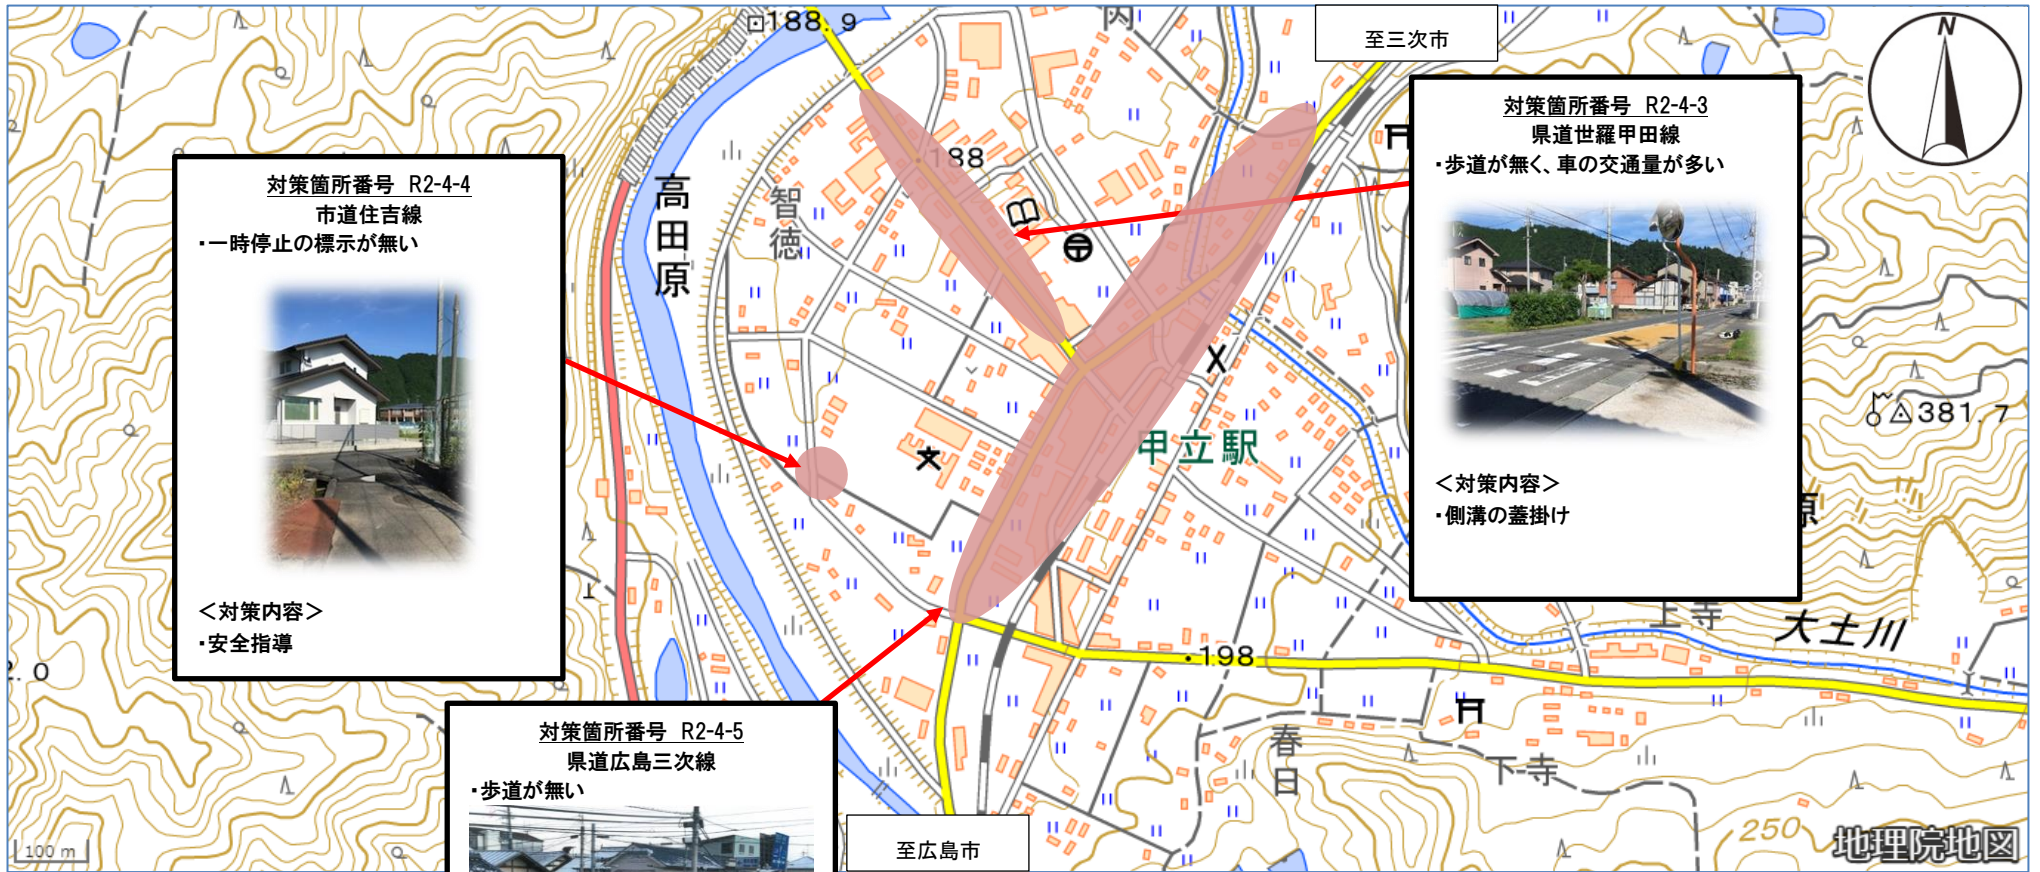 188.9
内
至三次市
N
対策箇所番号 R2-4-3
県道世羅甲田線
・歩道が無く、車の交通量が多い
<対策内容>
・側溝の蓋掛け
対策箇所番号 R2-4-4
市道住吉線
・一時停止の標示が無い
<対策内容>
・安全指導
高田原
智徳
188
甲立駅
381.7
原
上寺
大土川
198
2.0
対策箇所番号 R2-4-5
県道広島三次線
・歩道が無い
至広島市
春日
下寺
250
100 m
地理院地図